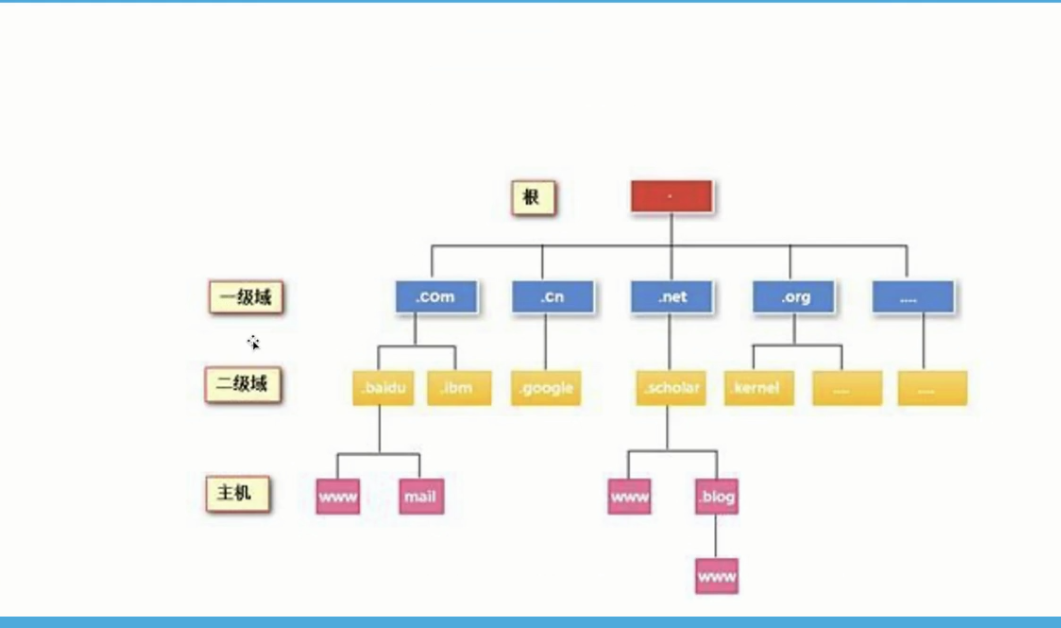 根
.
一级域
.com
.cn
.net
.org
....
二级域
.baidu
.ibm
.google
.scholar
.kernel
....
....
主机
www
mail
www
.blog
www